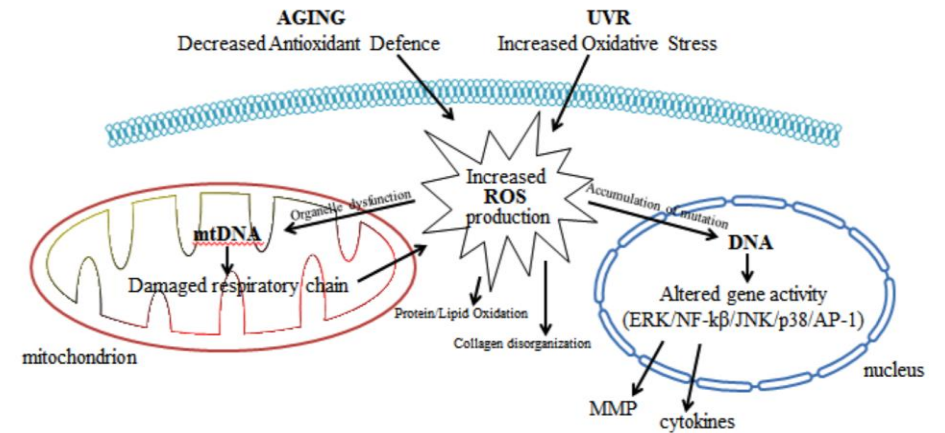 AGING
Decreased Antioxidant Defence
UVR
Increased Oxidative Stress
Increased
ROS
production
Organelle dysfunction
Accumulation of mutation
mtDNA
Damaged respiratory chain
DNA
Altered gene activity
(ERK/NF-kβ/JNK/p38/AP-1)
Protein/Lipid Oxidation
Collagen disorganization
mitochondrion
nucleus
MMP
cytokines